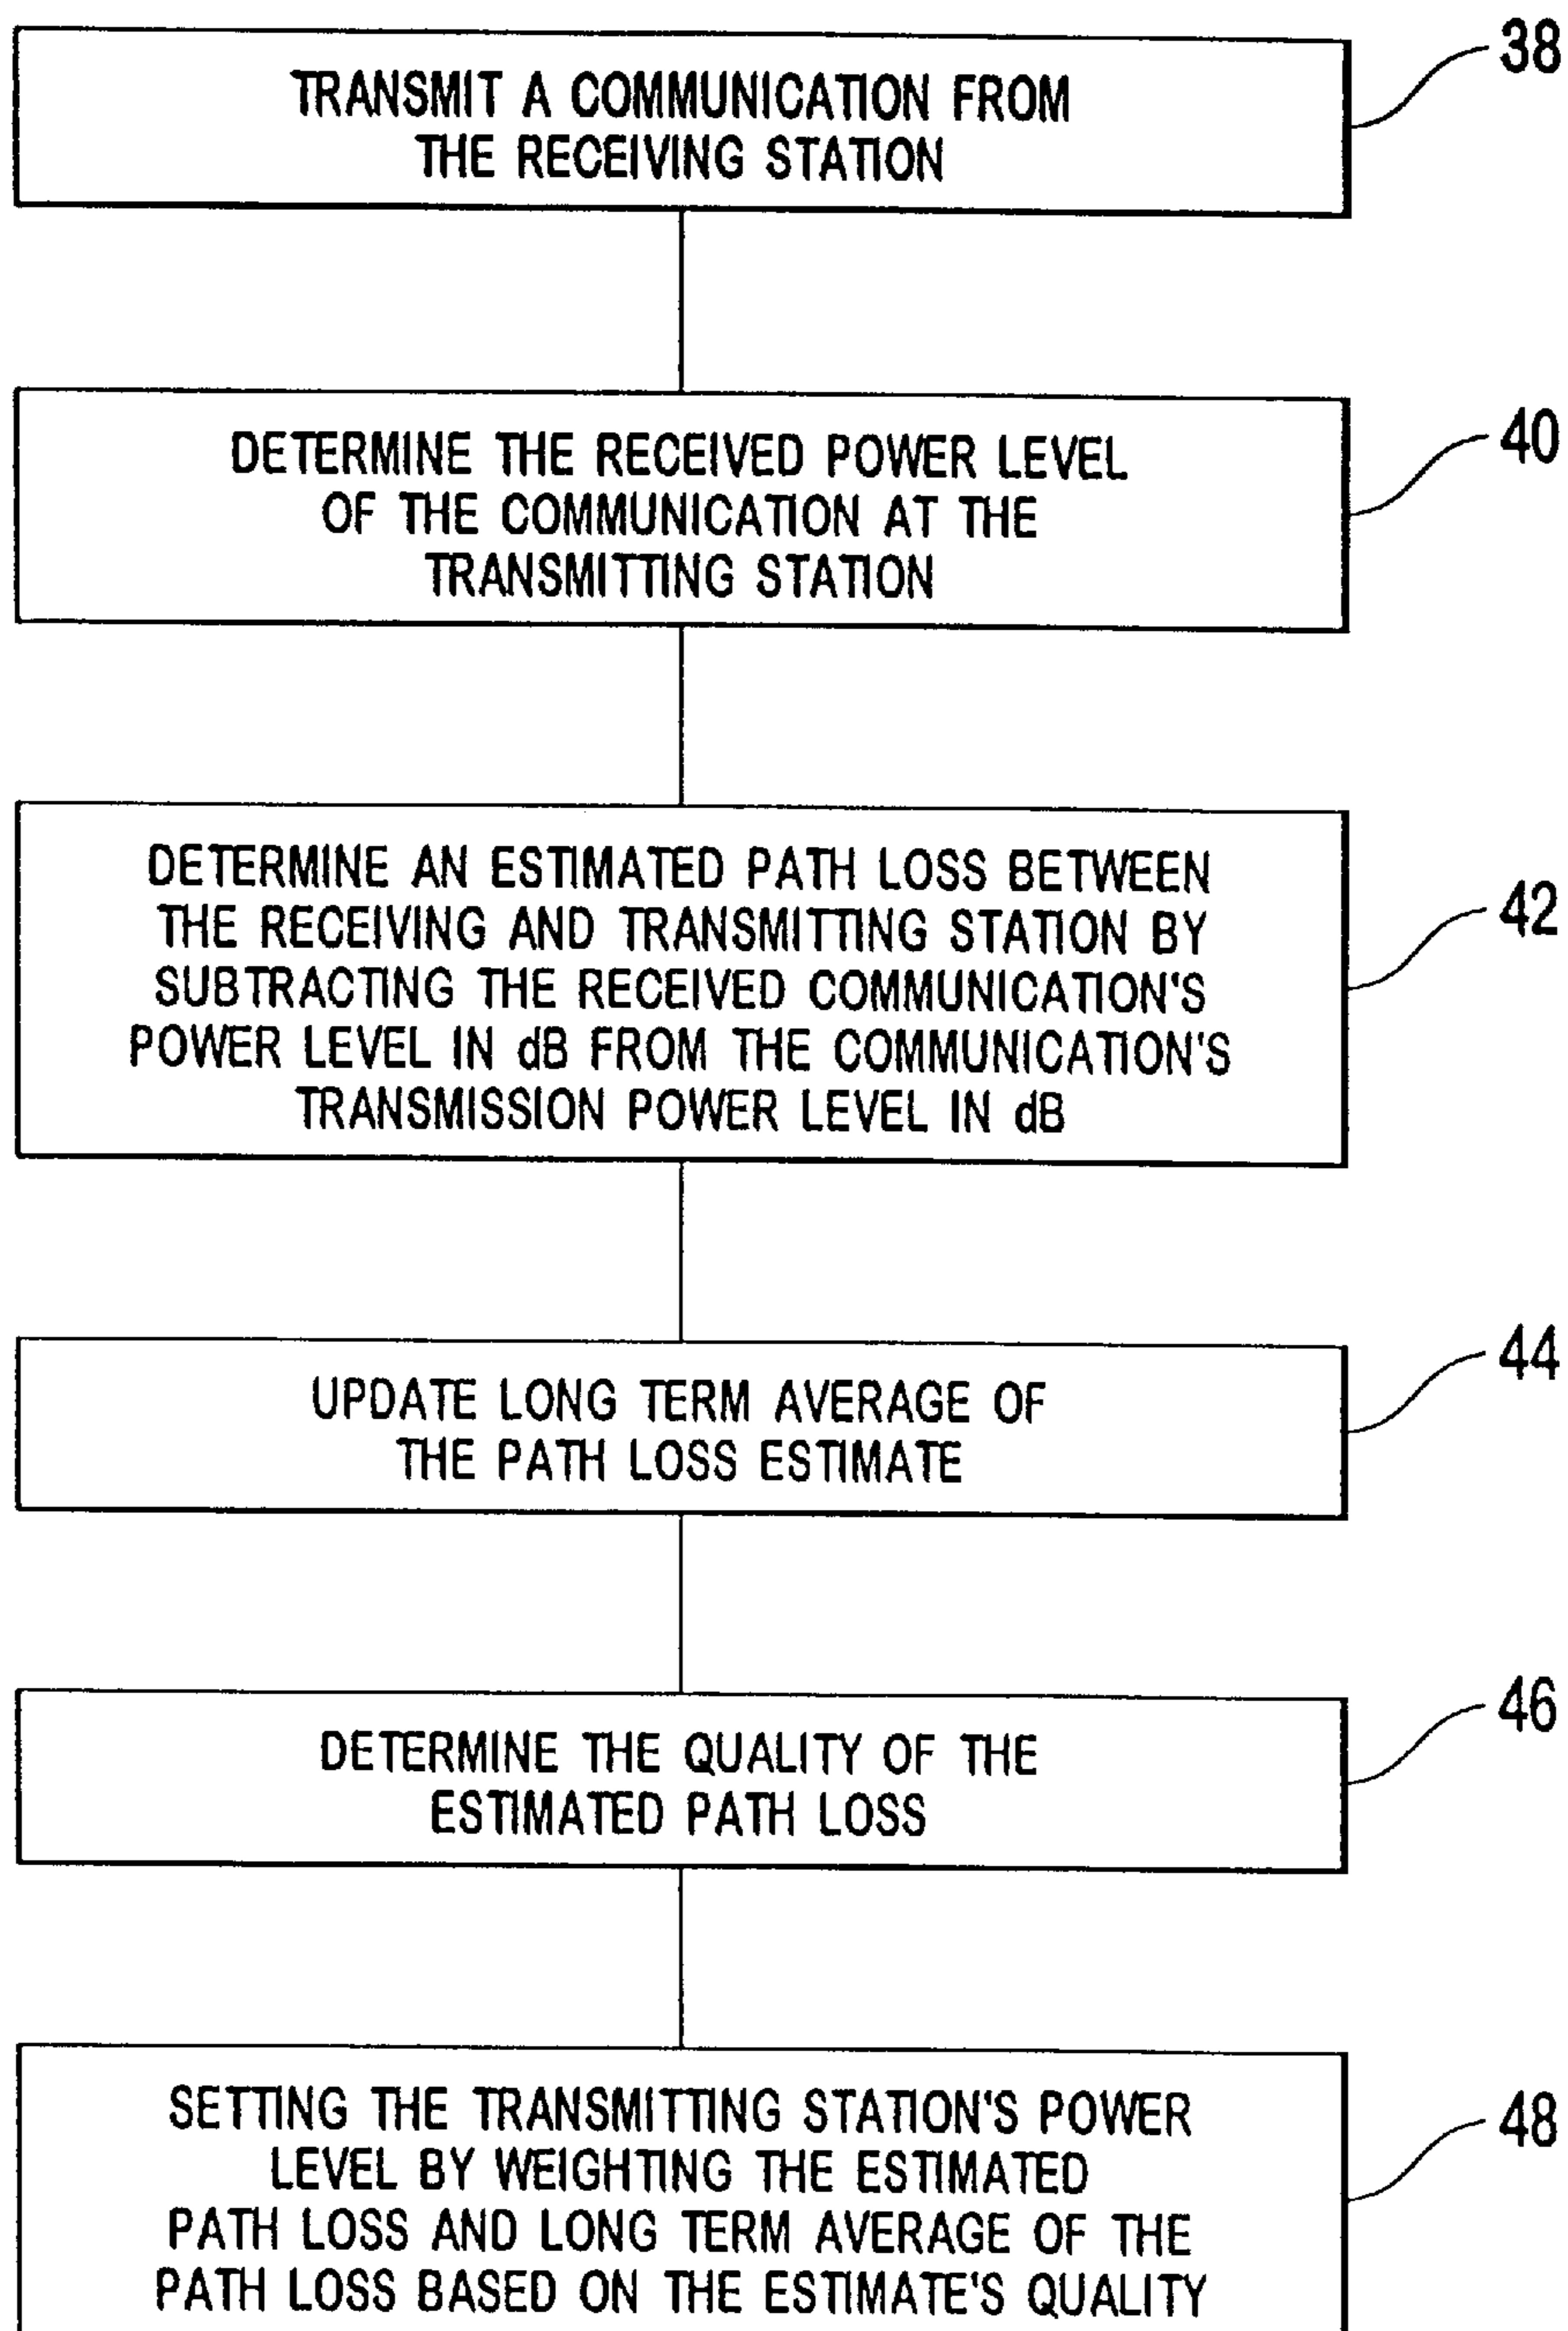 TRANSMIT A COMMUNICATION FROM
THE RECEIVING STATION
38
DETERMINE THE RECEIVED POWER LEVEL
OF THE COMMUNICATION AT THE
TRANSMITTING STATION
40
DETERMINE AN ESTIMATED PATH LOSS BETWEEN
THE RECEIVING AND TRANSMITTING STATION BY
SUBTRACTING THE RECEIVED COMMUNICATION'S
POWER LEVEL IN dB FROM THE COMMUNICATION'S
TRANSMISSION POWER LEVEL IN dB
42
UPDATE LONG TERM AVERAGE OF
THE PATH LOSS ESTIMATE
44
DETERMINE THE QUALITY OF THE
ESTIMATED PATH LOSS
46
SETTING THE TRANSMITTING STATION'S POWER
LEVEL BY WEIGHTING THE ESTIMATED
PATH LOSS AND LONG TERM AVERAGE OF THE
PATH LOSS BASED ON THE ESTIMATE'S QUALITY
48